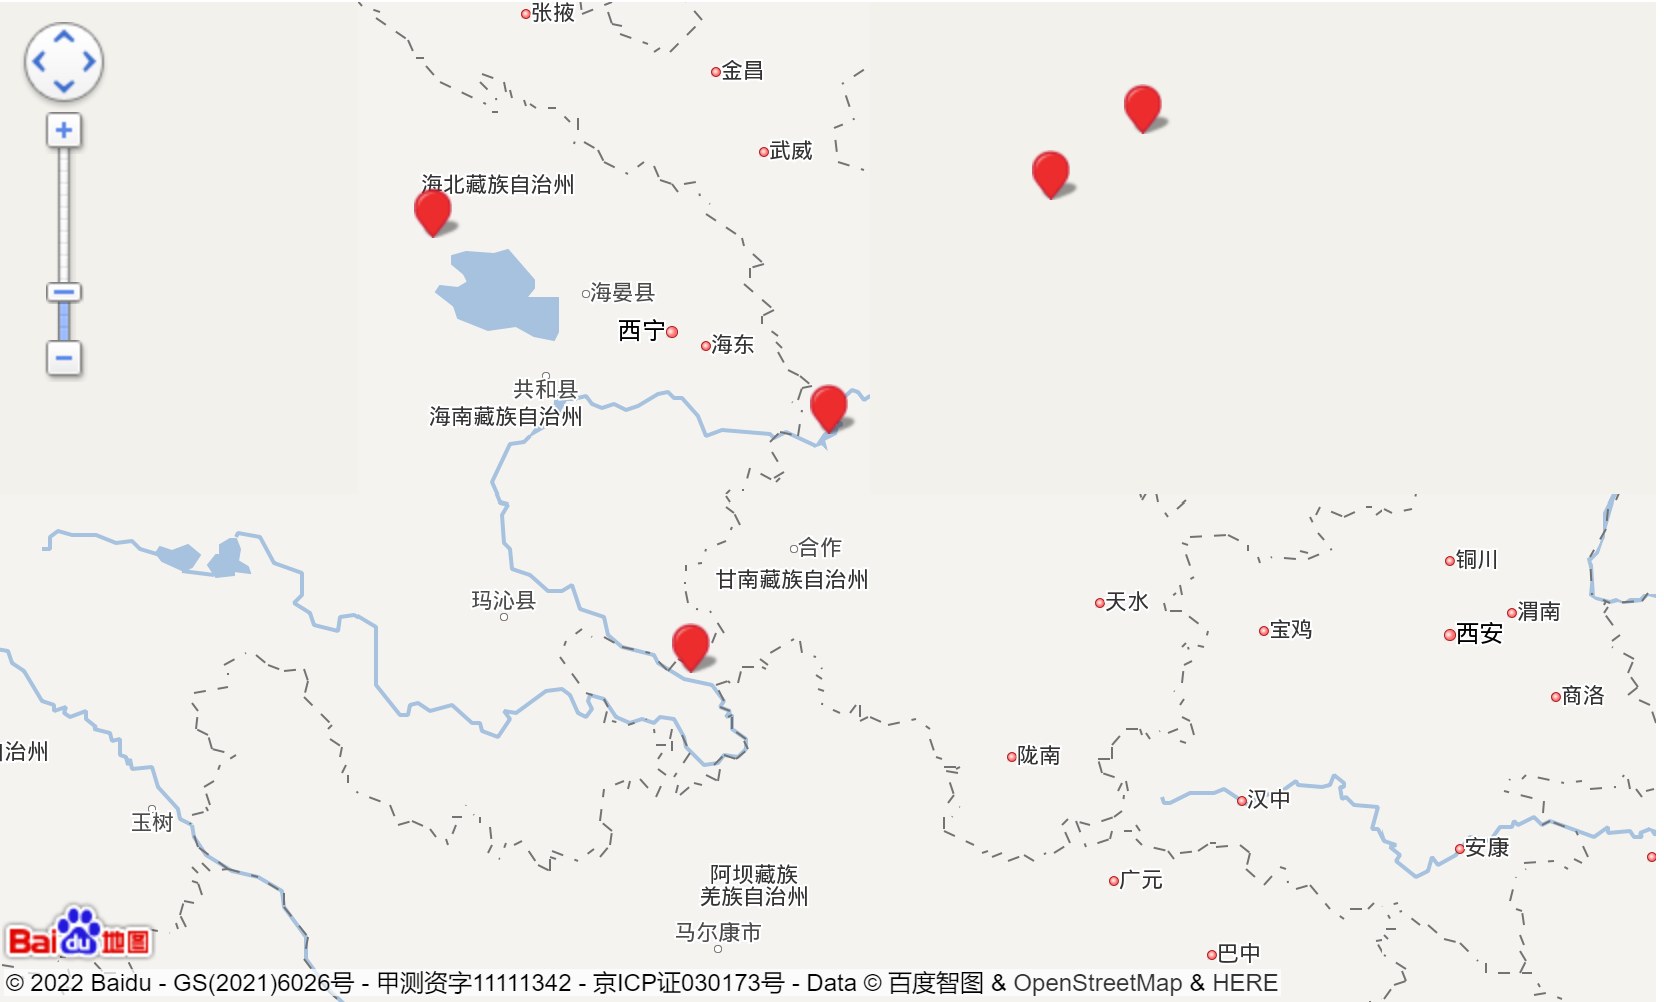 张掖
金昌
武威
海北藏族自治州
海晏县
西宁
海东
共和县
海南藏族自治州
合作
甘南藏族自治州
玛沁县
铜川
天水
渭南
宝鸡
西安
商洛
治州
陇南
汉中
玉树
安康
阿坝藏族
羌族自治州
广元
马尔康市
巴中
Bai du 地图
© 2022 Baidu - GS(2021)6026号 - 甲测资字11111342 - 京ICP证030173号 - Data © 百度智图 & OpenStreetMap & HERE